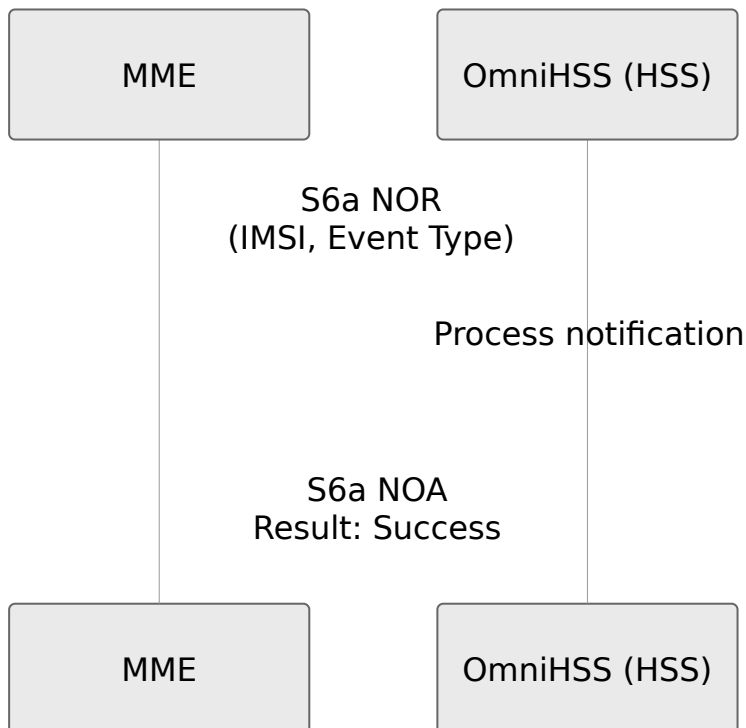 MME
OmniHSS (HSS)
S6a NOR
(IMSI, Event Type)
Process notification
S6a NOA
Result: Success
MME
OmniHSS (HSS)